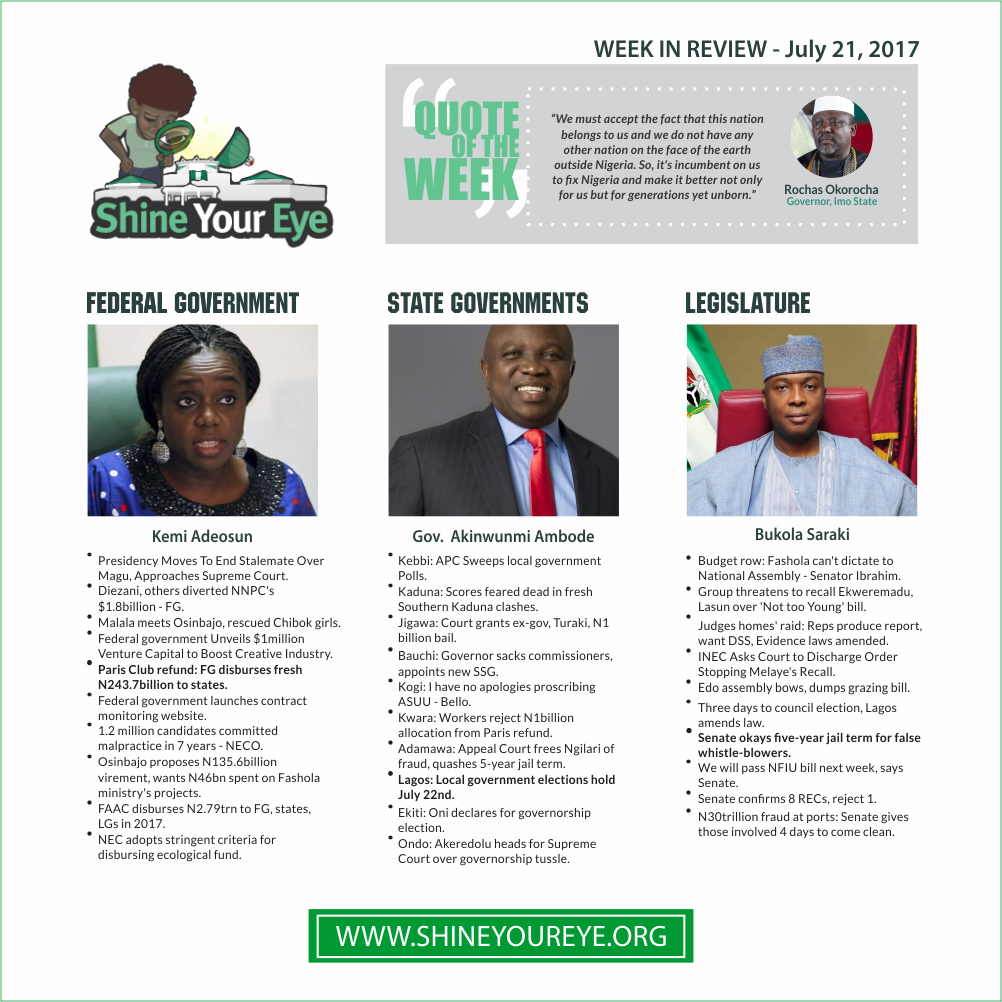 WEEK IN REVIEW - July 21, 2017
Shine Your Eye
QUOTE
OF THE
WEEK
“We must accept the fact that this nation
belongs to us and we do not have any
other nation on the face of the earth
outside Nigeria. So, it's incumbent on us
to fix Nigeria and make it better not only
for us but for generations yet unborn.”
Rochas Okorocha
Governor, Imo State
FEDERAL GOVERNMENT
Kemi Adeosun
• Presidency Moves To End Stalemate Over
Magu, Approaches Supreme Court.
• Diezani, others diverted NNPC's
$1.8billion - FG.
• Malala meets Osinbajo, rescued Chibok girls.
• Federal government Unveils $1million
Venture Capital to Boost Creative Industry.
• Paris Club refund: FG disburses fresh
N243.7billion to states.
• Federal government launches contract
monitoring website.
• 1.2 million candidates committed
malpractice in 7 years - NECO.
• Osinbajo proposes N135.6billion
virement, wants N46bn spent on Fashola
ministry's projects.
• FAAC disburses N2.79trn to FG, states,
LGs in 2017.
• NEC adopts stringent criteria for
disbursing ecological fund.
STATE GOVERNMENTS
Gov. Akinwunmi Ambode
• Kebbi: APC Sweeps local government
Polls.
• Kaduna: Scores feared dead in fresh
Southern Kaduna clashes.
• Jigawa: Court grants ex-gov, Turaki, N1
billion bail.
• Bauchi: Governor sacks commissioners,
appoints new SSG.
• Kogi: I have no apologies proscribing
ASUU - Bello.
• Kwara: Workers reject N1billion
allocation from Paris refund.
• Adamawa: Appeal Court frees Ngilari of
fraud, quashes 5-year jail term.
• Lagos: Local government elections hold
July 22nd.
• Ekiti: Oni declares for governorship
election.
• Ondo: Akeredolu heads for Supreme
Court over governorship tussle.
LEGISLATURE
Bukola Saraki
• Budget row: Fashola can't dictate to
National Assembly - Senator Ibrahim.
• Group threatens to recall Ekweremadu,
Lasun over 'Not too Young' bill.
• Judges homes' raid: Reps produce report,
want DSS, Evidence laws amended.
• INEC Asks Court to Discharge Order
Stopping Melaye's Recall.
• Edo assembly bows, dumps grazing bill.
• Three days to council election, Lagos
amends law.
• Senate okays five-year jail term for false
whistle-blowers.
• We will pass NFIU bill next week, says
Senate.
• Senate confirms 8 RECs, reject 1.
• N30trillion fraud at ports: Senate gives
those involved 4 days to come clean.
WWW.SHINEYOUREYE.ORG